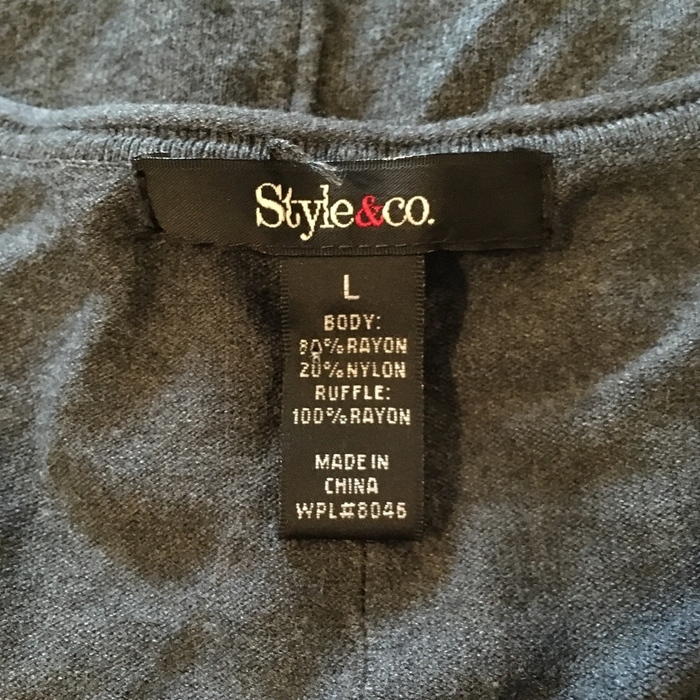 Style&co.
L
BODY:
80%RAYON
20%NYLON
RUFFLE:
100%RAYON
MADE IN
CHINA
WPL#8046